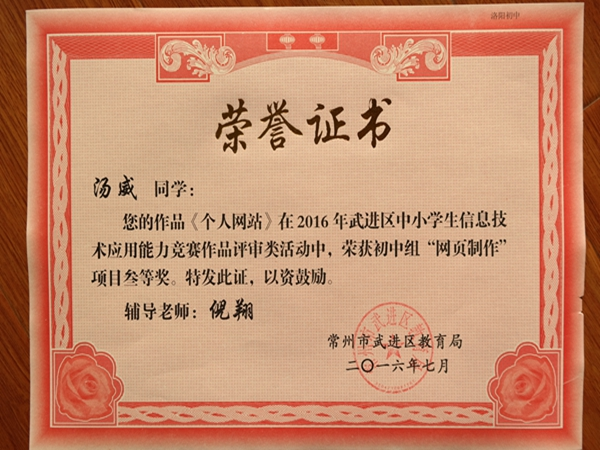 洛阳初中
荣誉证书
汤威 同学：
您的作品《个人网站》在2016年武进区中小学生信息技
术应用能力竞赛作品评审类活动中，荣获初中组“网页制作”
项目叁等奖。特发此证，以资鼓励。
辅导老师：倪翔
常州市武进区教育局
二〇一六年七月